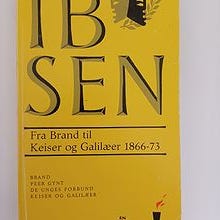 IB
SEN
Fra Brand til
Keiser og Galilæer 1866-73
BRAND
PEER GYNT
DE UNGES FORBUND
KEISER OG GALILÆER
EN